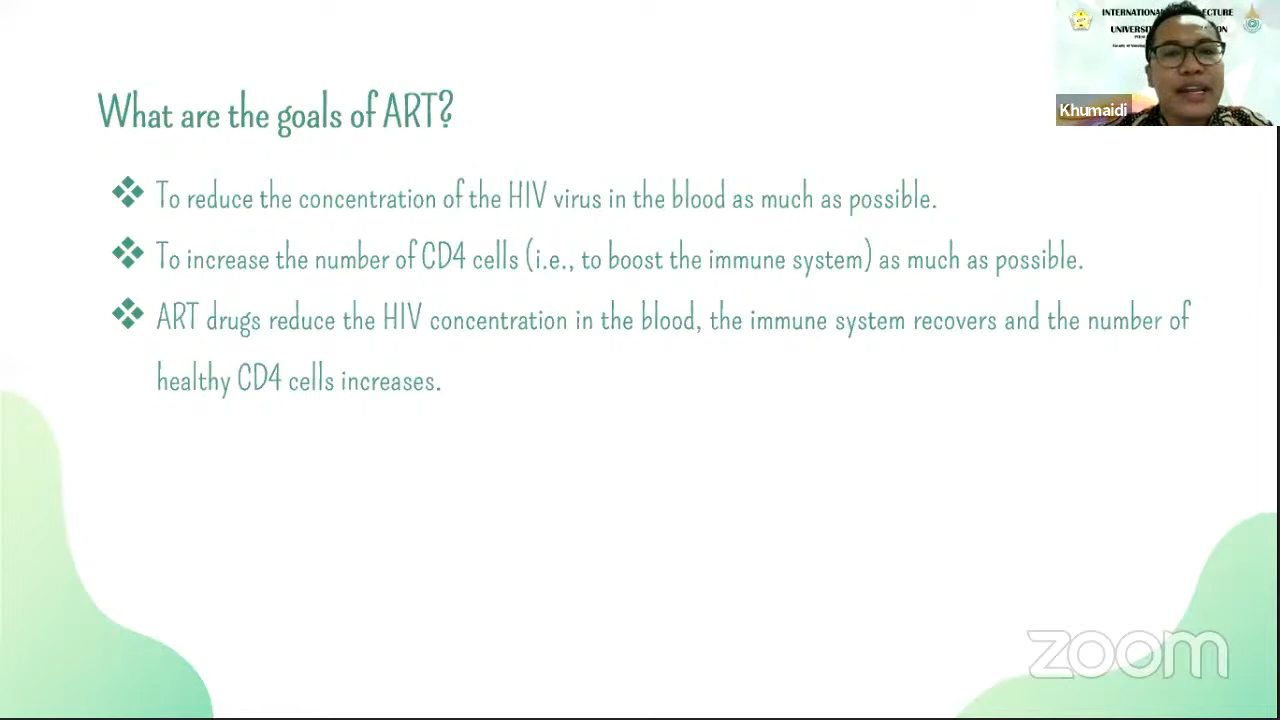 INTERNATIONAL
UNIVERSI
Khumaidi
What are the goals of ART?
To reduce the concentration of the HIV virus in the blood as much as possible.
To increase the number of CD4 cells (i.e., to boost the immune system) as much as possible.
ART drugs reduce the HIV concentration in the blood, the immune system recovers and the number of
healthy CD4 cells increases.
zoom